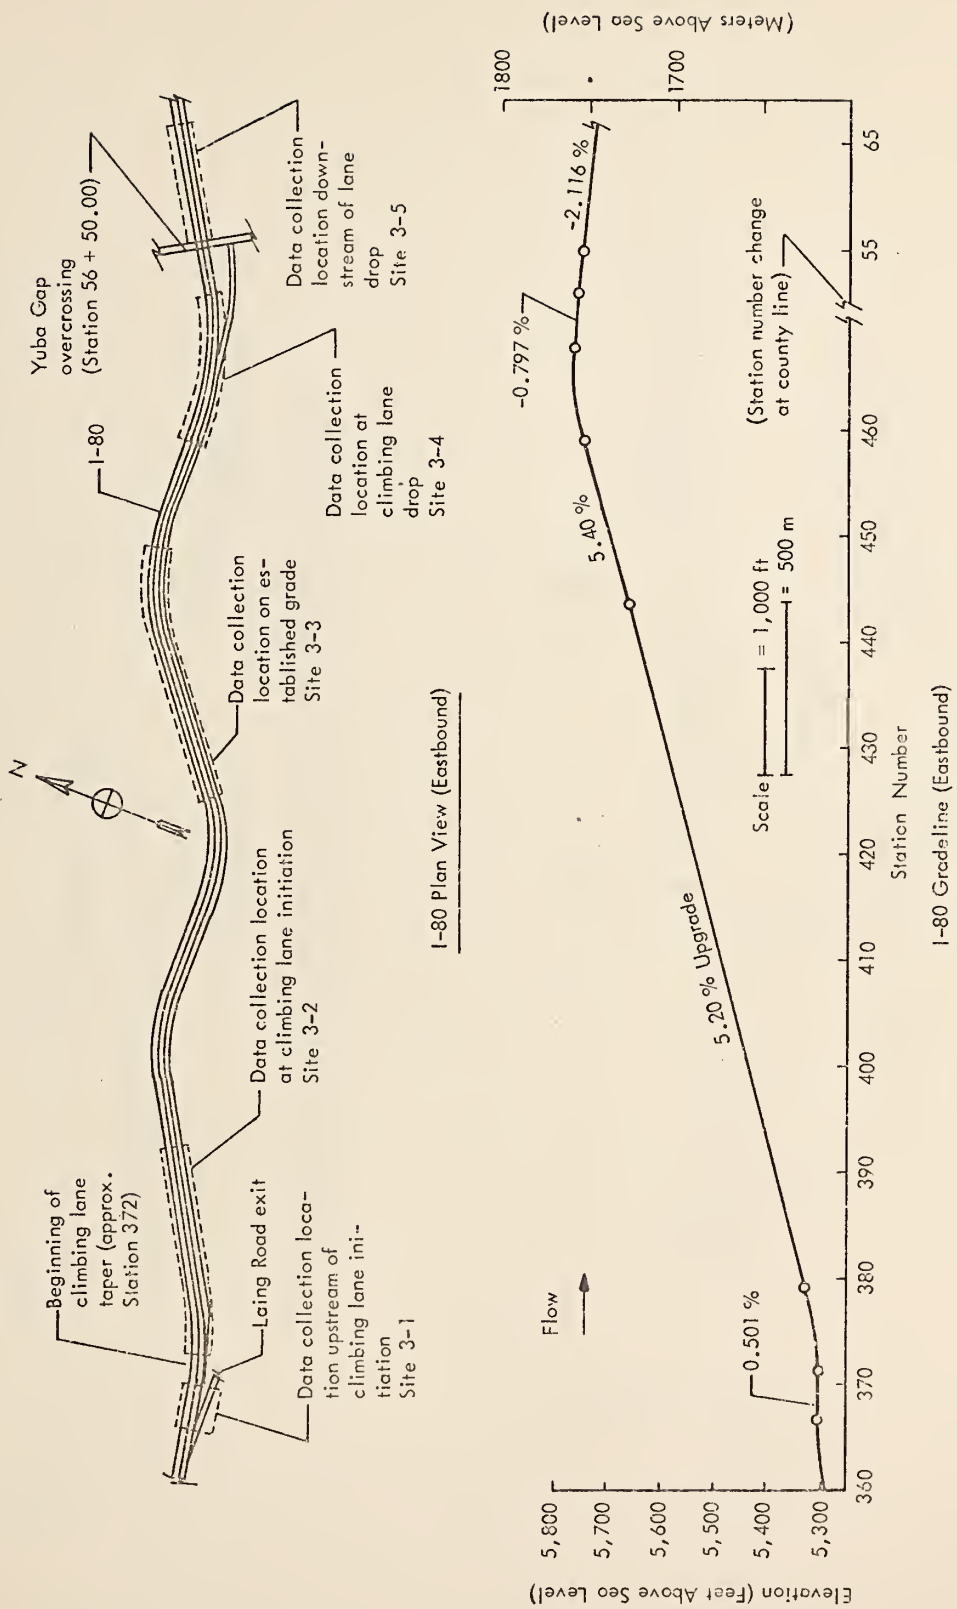 Yuba Gap
overcrossing
(Station 56 + 50.00)
I-80
N
Beginning of
climbing lane
taper (approx.
Station 372)
Laing Road exit
Data collection loca-
tion upstream of
climbing lane ini-
tiation
Site 3-1
Data collection location
at climbing lane initiation
Site 3-2
Data collection
location on es-
tablished grade
Site 3-3
Data collection
location at
climbing lane
drop
Site 3-4
Data collection
location down-
stream of lane
drop
Site 3-5
I-80 Plan View (Eastbound)
Elevation (Feet Above Sea Level)
5,800
5,700
5,600
5,500
5,400
5,300
Flow
0.501 %
5.20 % Upgrade
5.40 %
-0.797 %
-2.116 %
(Meters Above Sea Level)
1800
1700
(Station number change
at county line)
Scale = 1,000 ft
= 500 m
360 370 380 390 400 410 420 430 440 450 460 55 65
Station Number
I-80 Gradeline (Eastbound)